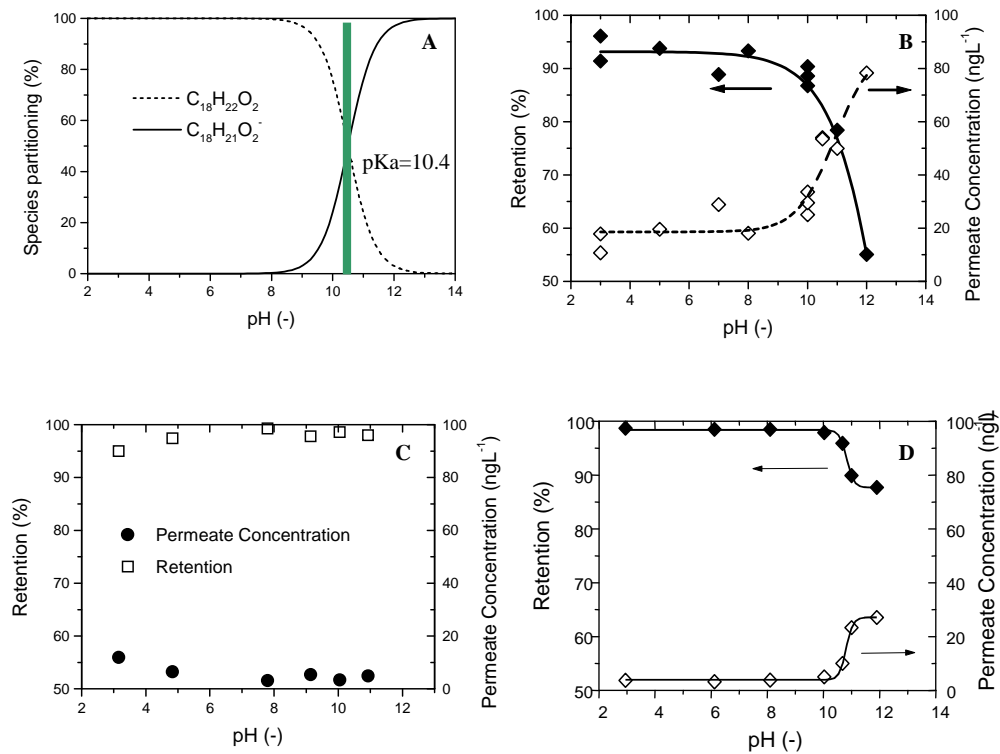 A
100
80
60
40
20
0
Species partitioning (%)
C18H22O2
C18H21O2-
pKa=10.4
2 4 6 8 10 12 14
pH (-)
B
100
90
80
70
60
50
Retention (%)
100
80
60
40
20
0
Permeate Concentration (ngL-1)
2 4 6 8 10 12 14
pH (-)
C
100
90
80
70
60
50
Retention (%)
Permeate Concentration
Retention
100
80
60
40
20
0
Permeate Concentration (ngL-1)
2 4 6 8 10 12 14
pH (-)
D
100
90
80
70
60
50
Retention (%)
100
80
60
40
20
0
Permeate Concentration (ngL-1)
2 4 6 8 10 12 14
pH (-)